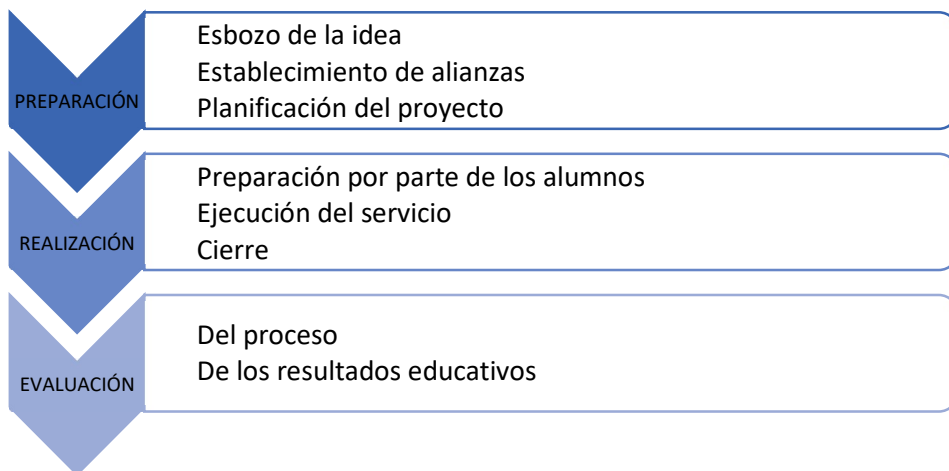 PREPARACIÓN
Esbozo de la idea
Establecimiento de alianzas
Planificación del proyecto
REALIZACIÓN
Preparación por parte de los alumnos
Ejecución del servicio
Cierre
EVALUACIÓN
Del proceso
De los resultados educativos